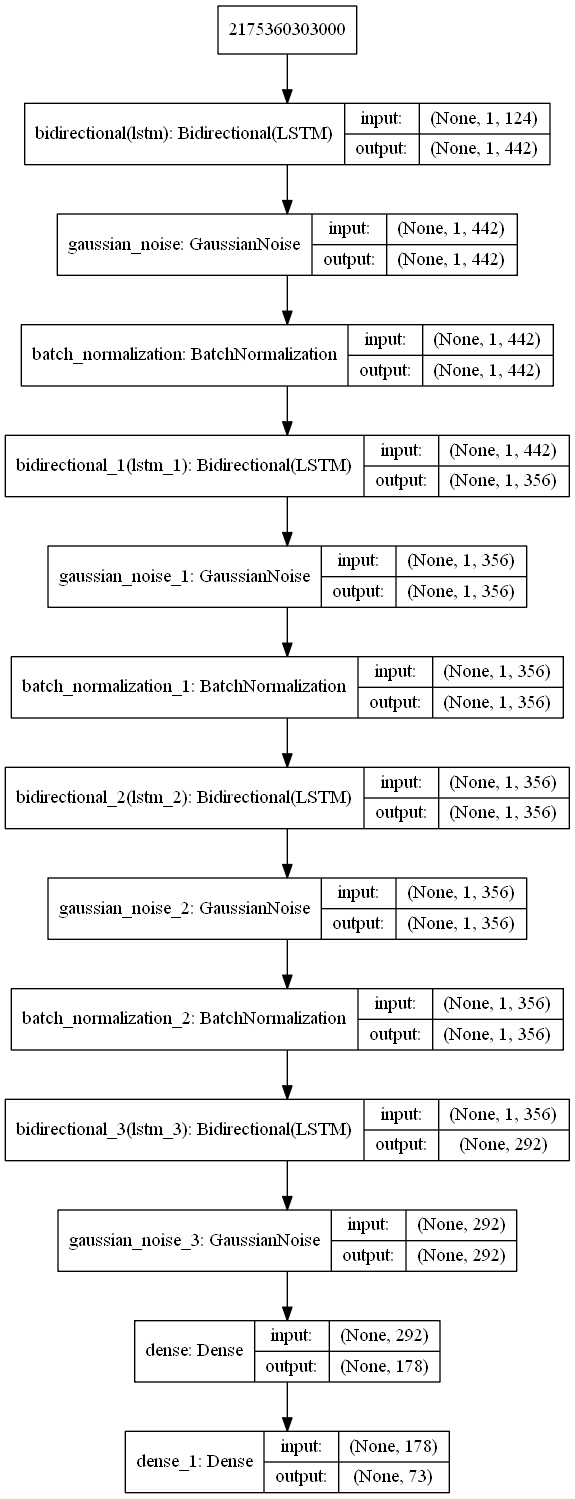 2175360303000
bidirectional(lstm): Bidirectional(LSTM) input: (None, 1, 124)
output: (None, 1, 442)
gaussian_noise: GaussianNoise input: (None, 1, 442)
output: (None, 1, 442)
batch_normalization: BatchNormalization input: (None, 1, 442)
output: (None, 1, 442)
bidirectional_1(lstm_1): Bidirectional(LSTM) input: (None, 1, 442)
output: (None, 1, 356)
gaussian_noise_1: GaussianNoise input: (None, 1, 356)
output: (None, 1, 356)
batch_normalization_1: BatchNormalization input: (None, 1, 356)
output: (None, 1, 356)
bidirectional_2(lstm_2): Bidirectional(LSTM) input: (None, 1, 356)
output: (None, 1, 356)
gaussian_noise_2: GaussianNoise input: (None, 1, 356)
output: (None, 1, 356)
batch_normalization_2: BatchNormalization input: (None, 1, 356)
output: (None, 1, 356)
bidirectional_3(lstm_3): Bidirectional(LSTM) input: (None, 1, 356)
output: (None, 292)
gaussian_noise_3: GaussianNoise input: (None, 292)
output: (None, 292)
dense: Dense input: (None, 292)
output: (None, 178)
dense_1: Dense input: (None, 178)
output: (None, 73)